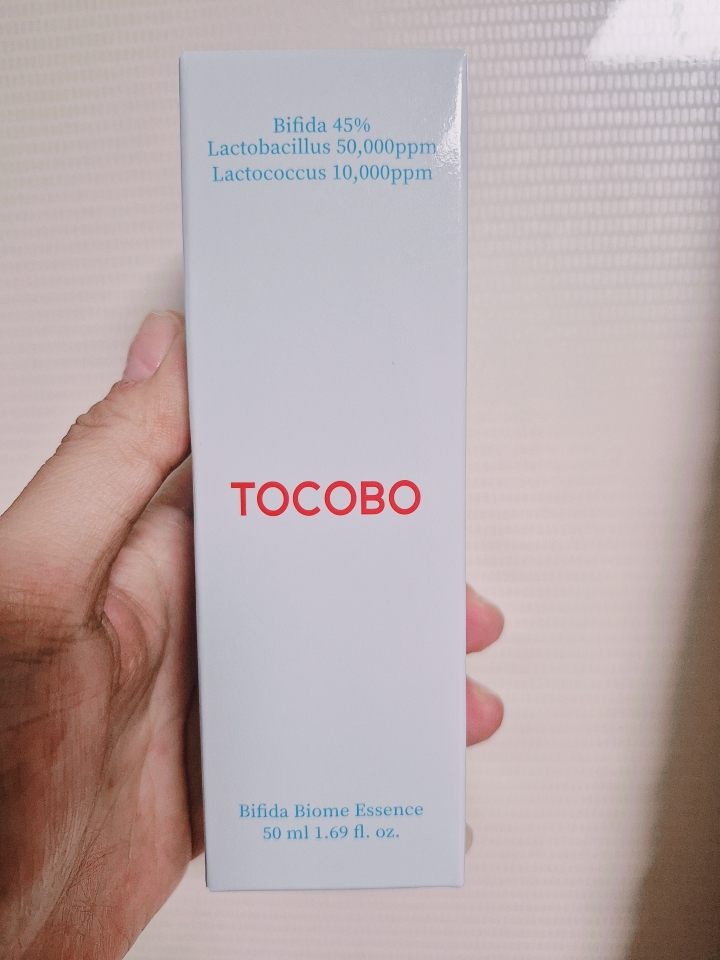 Bifida 45%
Lactobacillus 50,000ppm
Lactococcus 10,000ppm
TOCOBO
Bifida Biome Essence
50 ml 1.69 fl. oz.